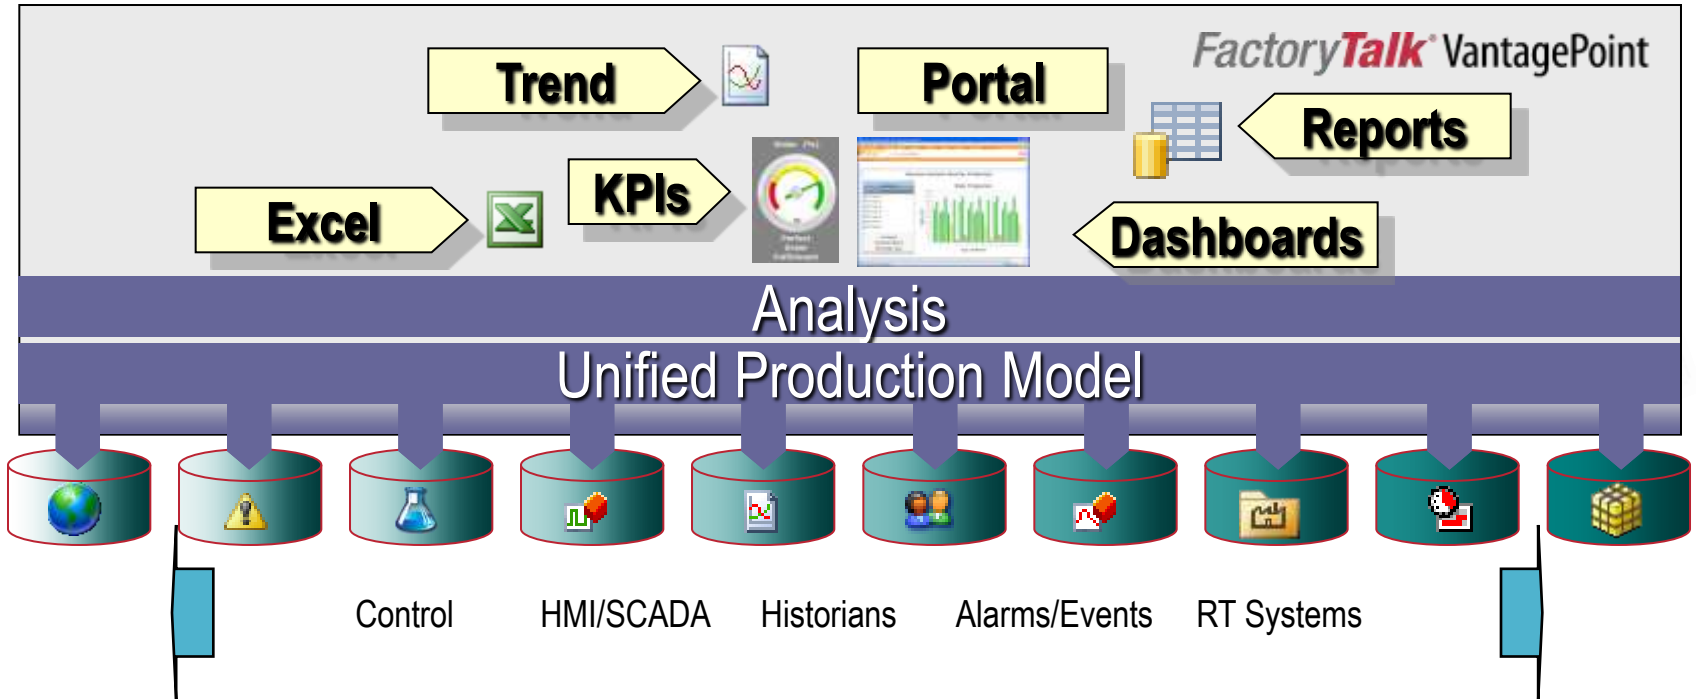 FactoryTalk VantagePoint
Trend
Portal
Reports
KPIs
Excel
Dashboards
Analysis
Unified Production Model
Control
HMI/SCADA
Historians
Alarms/Events
RT Systems